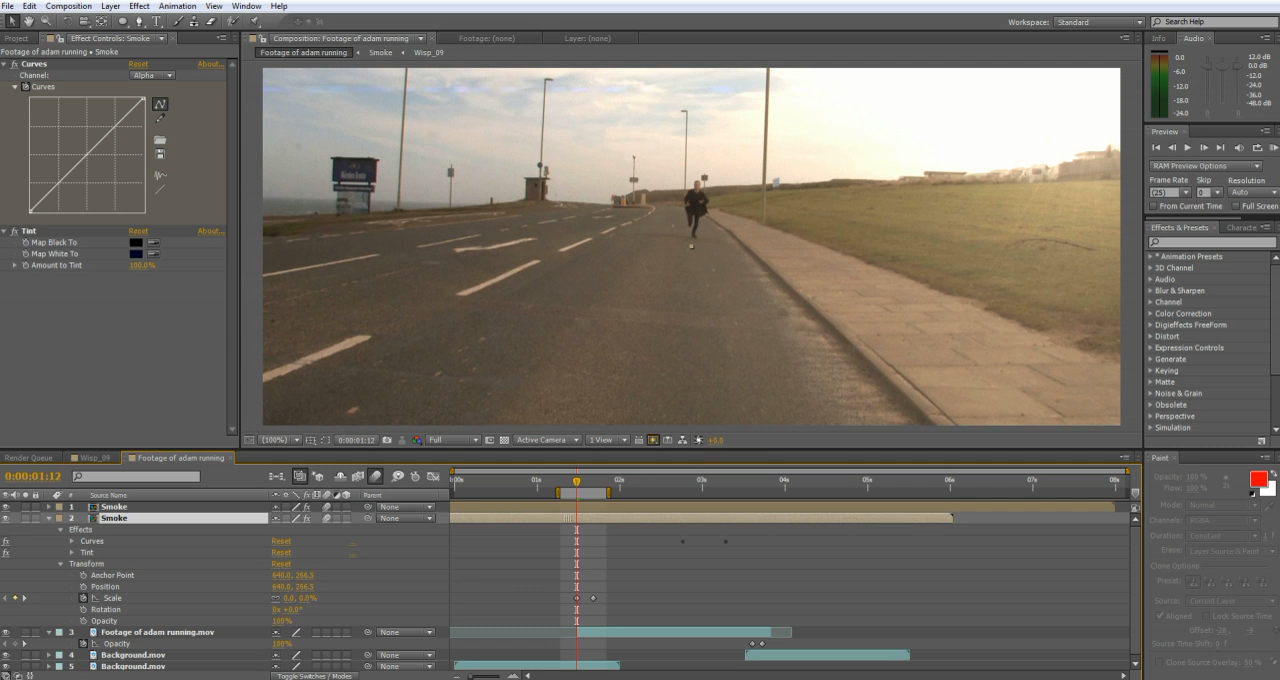 File Edit Composition Layer Effect Animation View Window Help
Workspace: Standard Search Help
Project Effect Controls: Smoke
Footage of adam running • Smoke
fx Curves Reset About...
Channel: Alpha
Curves
Tint Reset About...
Map Black To
Map White To
Amount to Tint 100.0%
Composition: Footage of adam running Footage: (none) Layer: (none)
Footage of adam running Smoke Wisp_09
(100%) 0:00:01:12 Full Active Camera 1 View +0.0
Info Audio
0.0 12.0 dB
-6.0 0.0 dB
-12.0 -12.0
-18.0 -24.0
-24.0 -36.0
-48.0 dB
Preview
RAM Preview Options
Frame Rate Skip Resolution
(25) 0 Auto
From Current Time Full Screen
Effects & Presets Characte
* Animation Presets
3D Channel
Audio
Blur & Sharpen
Channel
Color Correction
Digieffects FreeForm
Distort
Expression Controls
Generate
Keying
Matte
Noise & Grain
Obsolete
Perspective
Simulation
Render Queue Wisp_09 Footage of adam running
0:00:01:12
:00s 01s 02s 03s 04s 05s 06s 07s 08s
# Source Name Parent
1 Smoke None
2 Smoke None
Effects
fx Curves Reset ...
fx Tint Reset ...
Transform Reset
Anchor Point 640.0, 266.5
Position 640.0, 266.5
Scale 0.0, 0.0%
Rotation 0x +0.0°
Opacity 100%
3 Footage of adam running.mov None
Opacity 100%
4 Background.mov None
5 Background.mov None
Toggle Switches / Modes
Paint
Opacity: 100 %
Flow: 100 %
Mode: Normal
Channels: RGBA
Duration: Constant
Erase: Layer Source & Paint
Clone Options
Preset:
Source: Current Layer
Aligned Lock Source Time
Offset: -28, -9
Source Time Shift: 0 f
Clone Source Overlay: 50 %